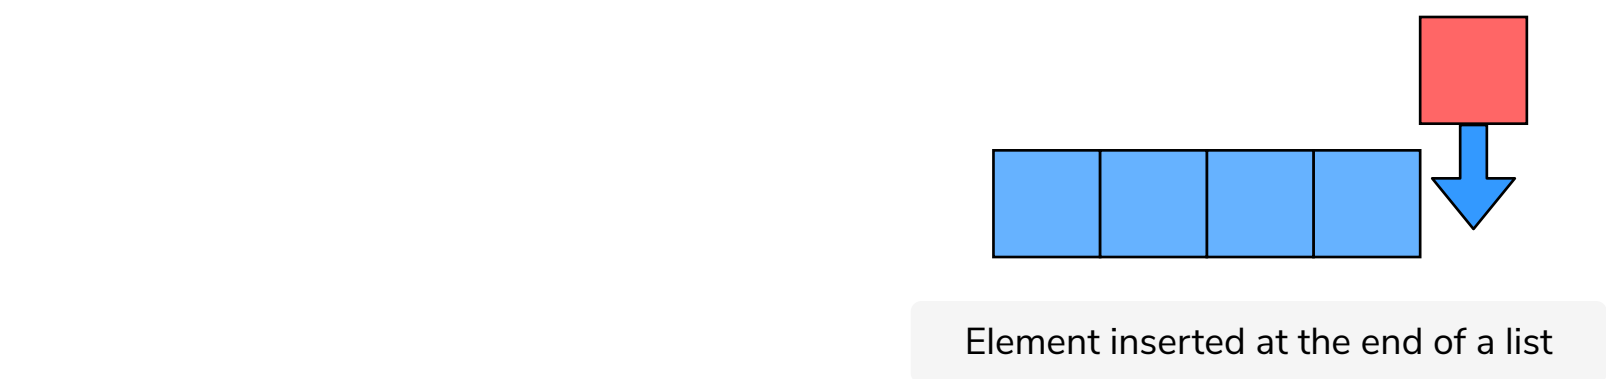 Element inserted at the end of a list